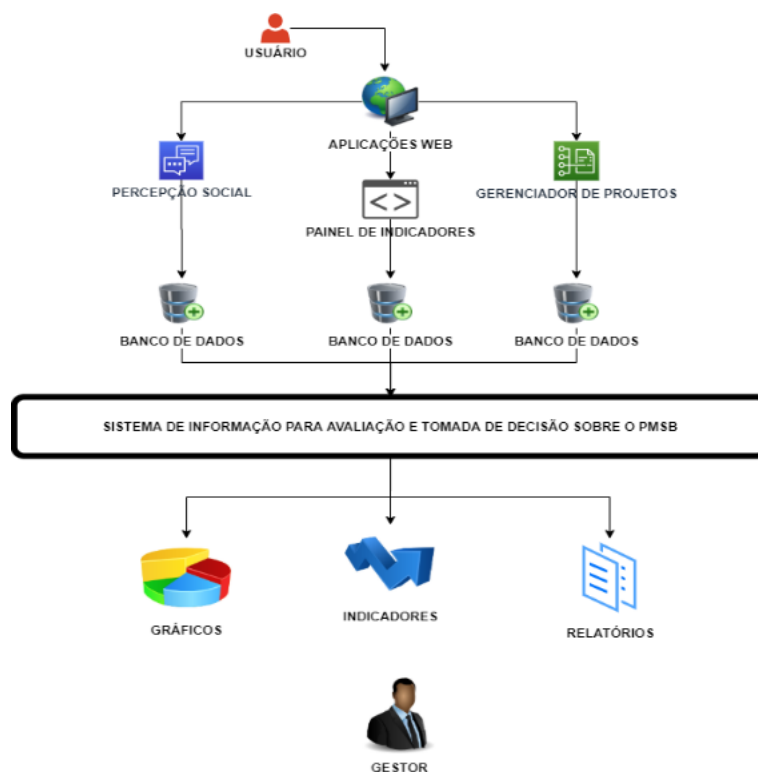 USUÁRIO
APLICAÇÕES WEB
PERCEPÇÃO SOCIAL
GERENCIADOR DE PROJETOS
PAINEL DE INDICADORES
BANCO DE DADOS
BANCO DE DADOS
BANCO DE DADOS
SISTEMA DE INFORMAÇÃO PARA AVALIAÇÃO E TOMADA DE DECISÃO SOBRE O PMSB
GRÁFICOS
INDICADORES
RELATÓRIOS
GESTOR